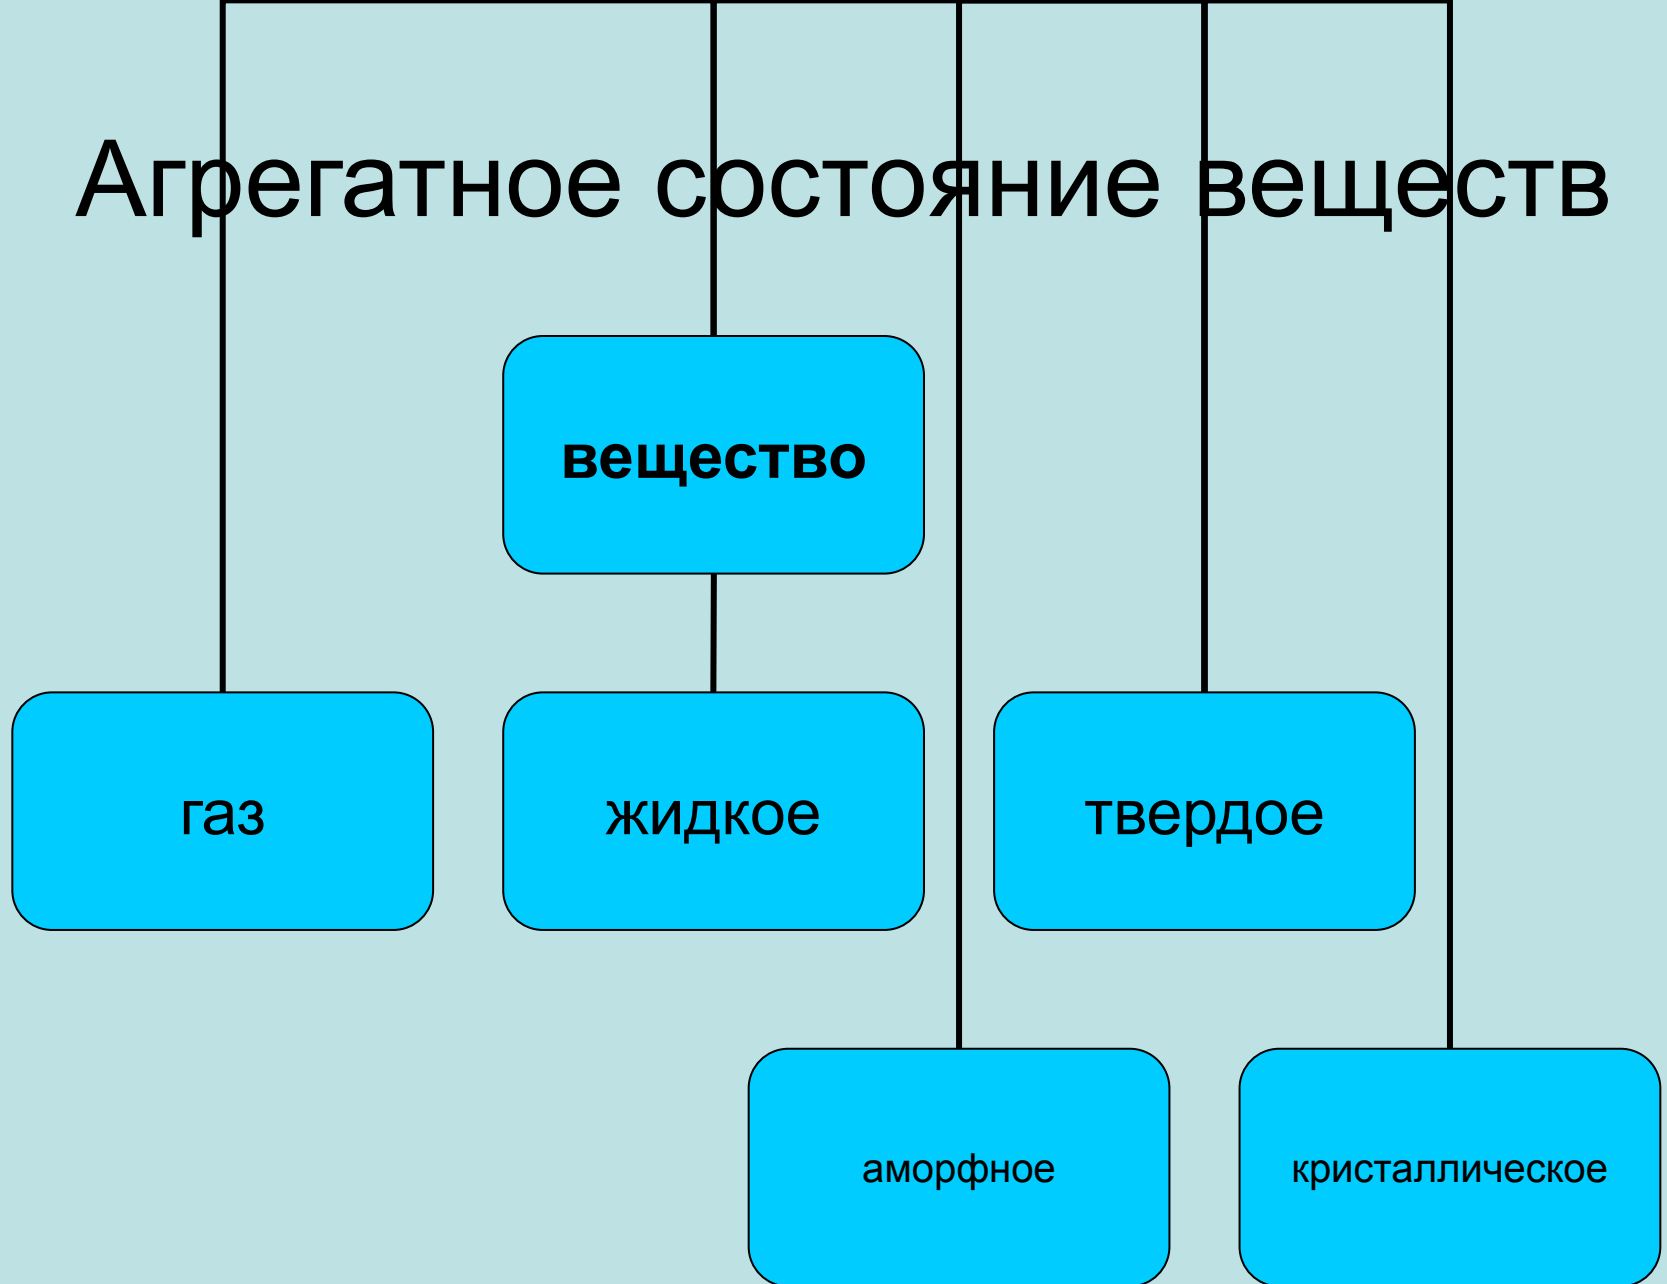 Агрегатное состояние веществ
вещество
газ
жидкое
твердое
аморфное
кристаллическое